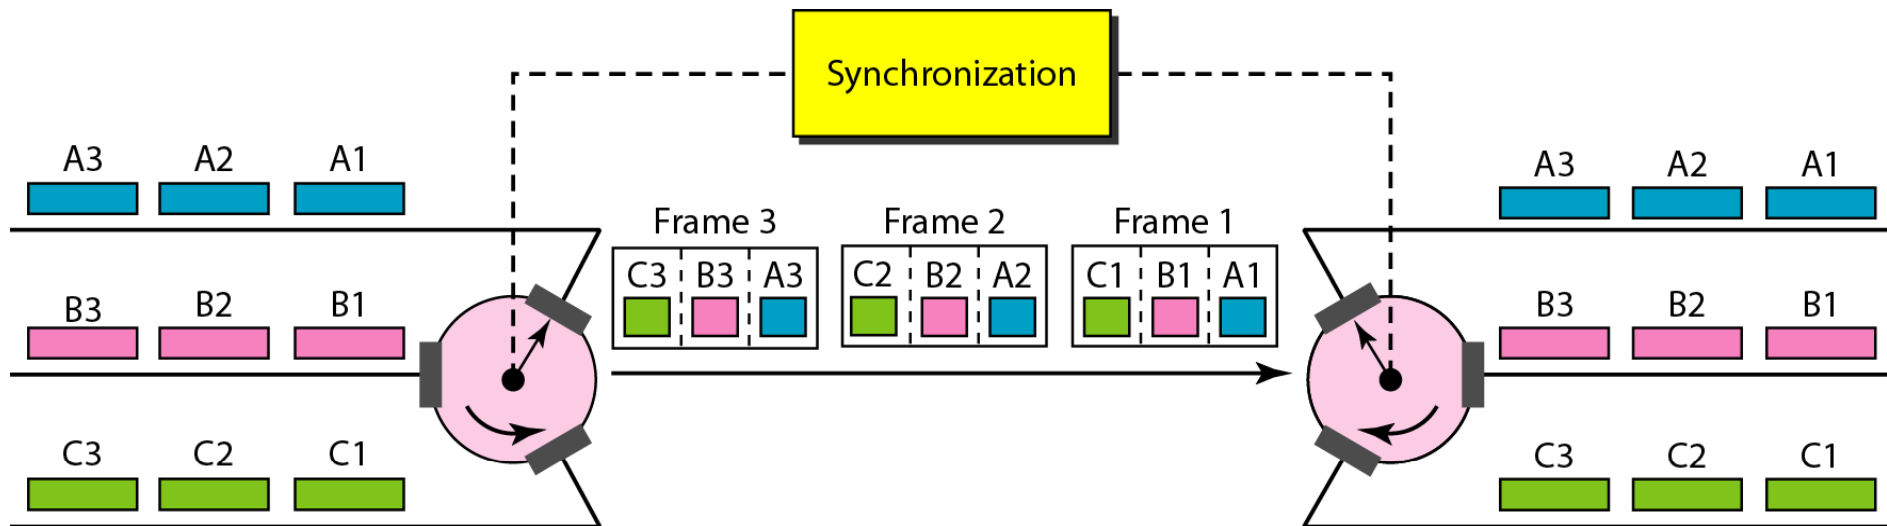 Synchronization
A3 A2 A1
A3 A2 A1
Frame 3 Frame 2 Frame 1
C3 B3 A3 C2 B2 A2 C1 B1 A1
B3 B2 B1
B3 B2 B1
C3 C2 C1
C3 C2 C1